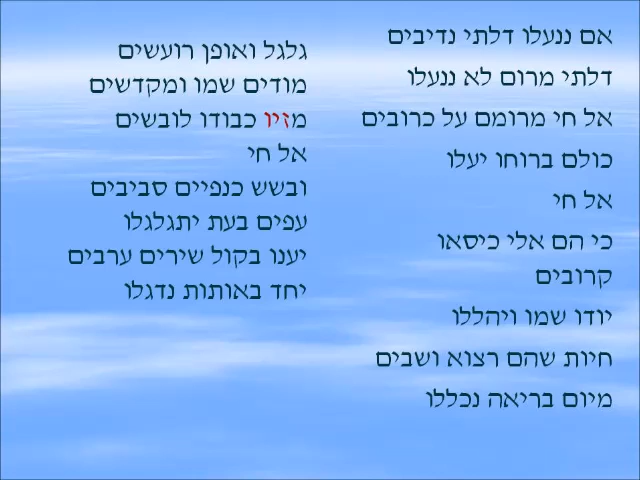 אם ננעלו דלתי נדיבים
דלתי מרום לא ננעלו
אל חי מרומם על כרובים
כולם ברוחו יעלו
אל חי
כי הם אלי כיסאו
קרובים
יודו שמו ויהללו
חיות שהם רצוא ושבים
מיום בריאה נכללו
גלגל ואופן רועשים
מודים שמו ומקדשים
מזיו כבודו לובשים
אל חי
ובשש כנפיים סביבים
עפים בעת יתגלגלו
יענו בקול שירים ערבים
יחד באותות נדגלו